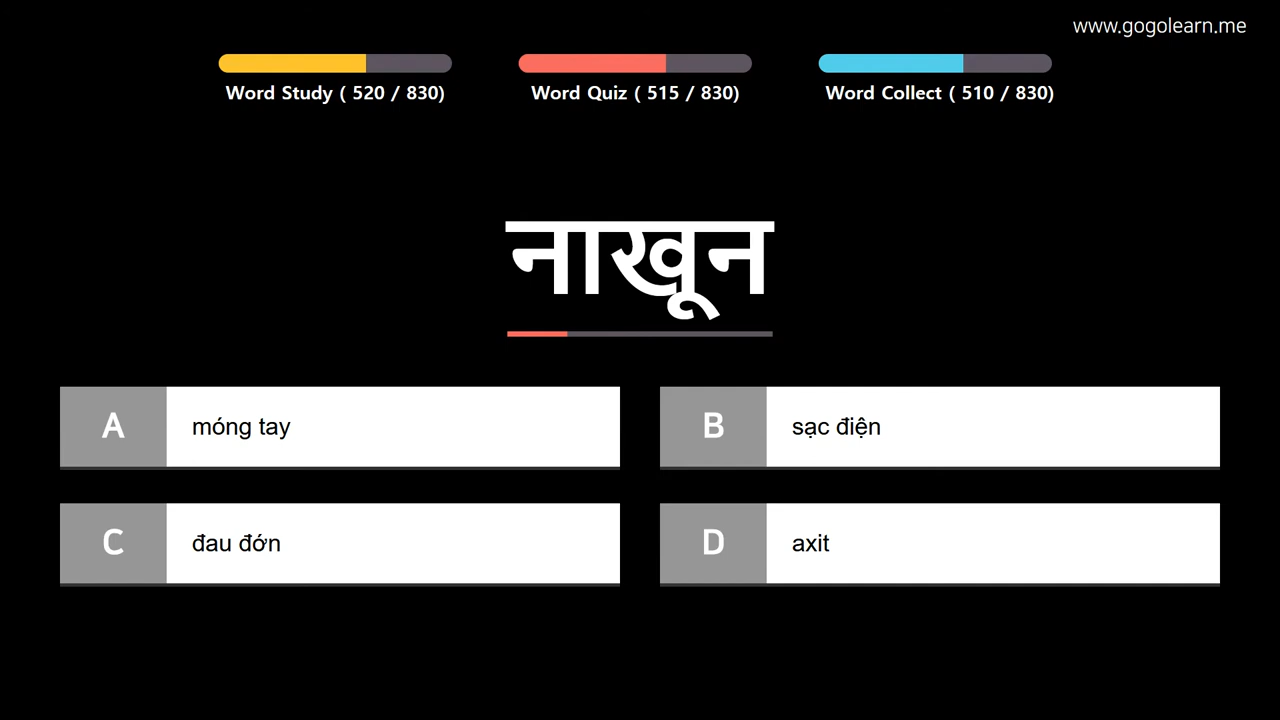 www.gogolearn.me
Word Study ( 520 / 830)
Word Quiz ( 515 / 830)
Word Collect ( 510 / 830)
नाखून
A
móng tay
B
sạc điện
C
đau đớn
D
axit